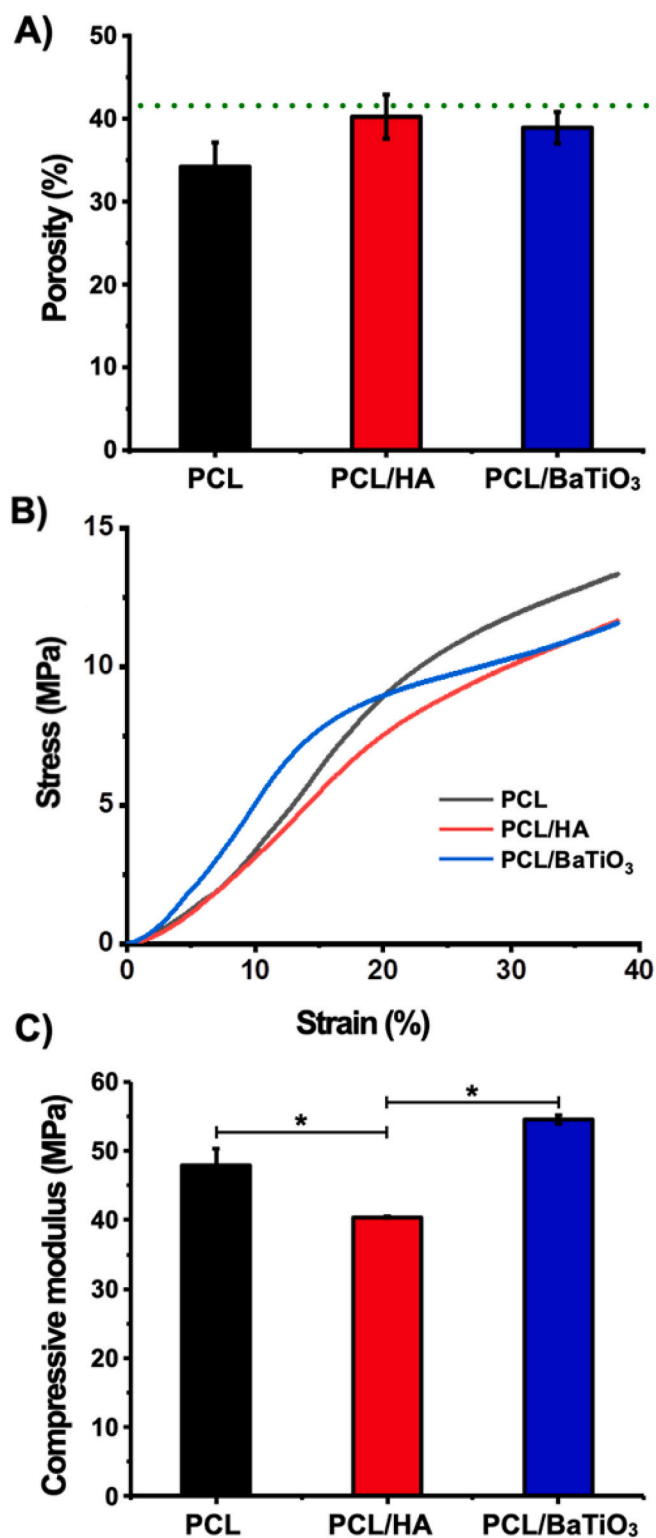 A)
50
40
30
20
10
0
Porosity (%)
PCL PCL/HA PCL/BaTiO₃
B)
15
10
5
0
Stress (MPa)
PCL
PCL/HA
PCL/BaTiO₃
0 10 20 30 40
Strain (%)
C)
60
50
40
30
20
10
0
Compressive modulus (MPa)
* *
PCL PCL/HA PCL/BaTiO₃